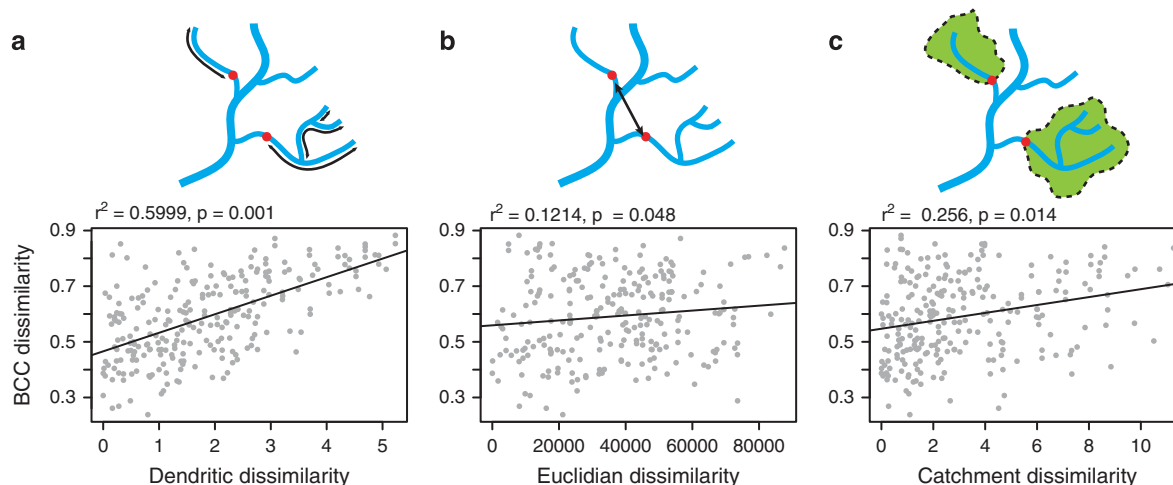 a
b
c
r² = 0.5999, p = 0.001
r² = 0.1214, p = 0.048
r² = 0.256, p = 0.014
BCC dissimilarity
0.9
0.7
0.5
0.3
0 1 2 3 4 5
Dendritic dissimilarity
0.9
0.7
0.5
0.3
0 20000 40000 60000 80000
Euclidian dissimilarity
0.9
0.7
0.5
0.3
0 2 4 6 8 10
Catchment dissimilarity